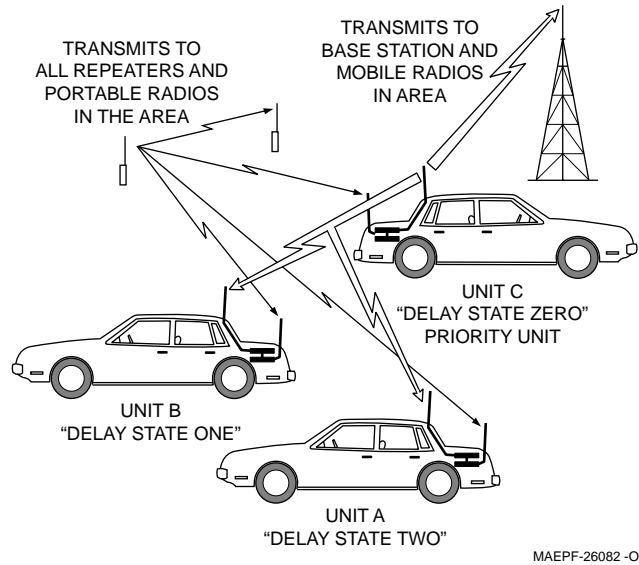 TRANSMITS TO
ALL REPEATERS AND
PORTABLE RADIOS
IN THE AREA
TRANSMITS TO
BASE STATION AND
MOBILE RADIOS
IN AREA
UNIT C
“DELAY STATE ZERO”
PRIORITY UNIT
UNIT B
“DELAY STATE ONE”
UNIT A
“DELAY STATE TWO”
MAEPF-26082 -O